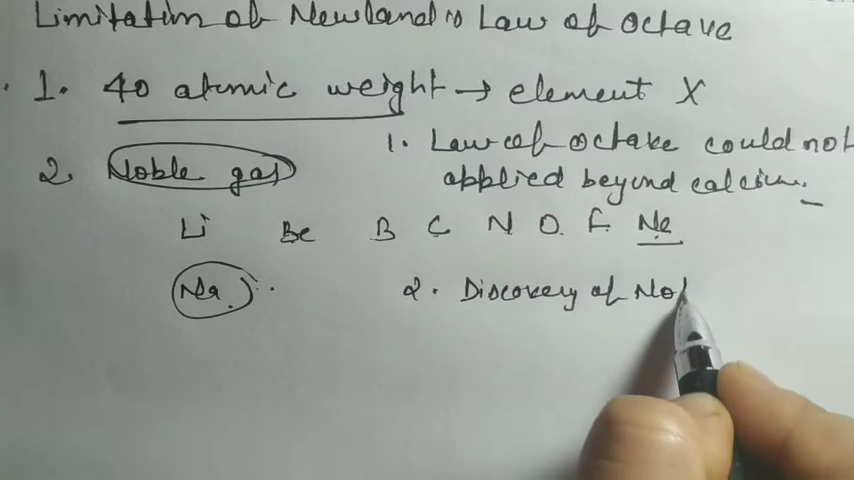 Limitation of Newland's Law of octave
1. 40 atomic weight → element X
1. Law of octave could not
applied beyond calcium.
2. Noble gas
Li Be B C N O. F. Ne
Na.
2. Discovery of Nob